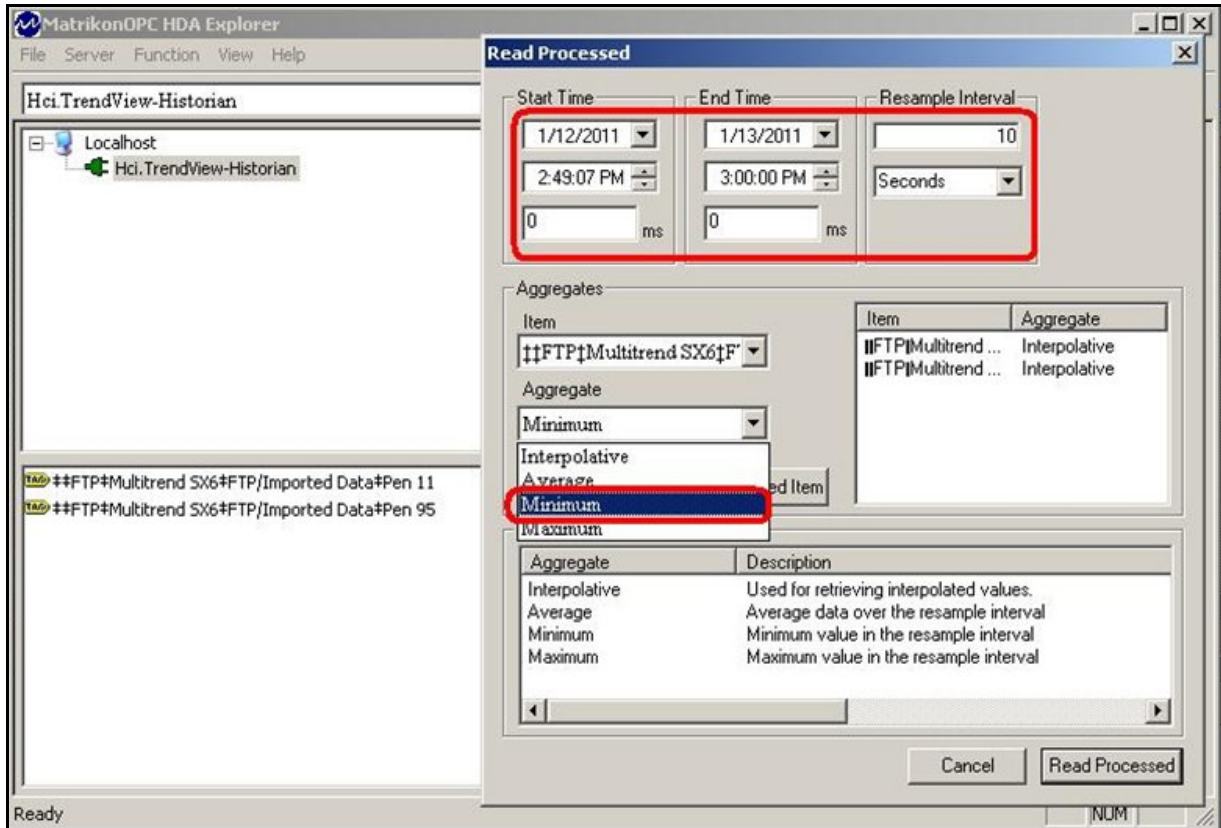 MatrikonOPC HDA Explorer
File Server Function View Help
Hci.TrendView-Historian
Localhost
Hci.TrendView-Historian
TAG ‡‡FTP‡Multitrend SX6‡FTP/Imported Data‡Pen 11
TAG ‡‡FTP‡Multitrend SX6‡FTP/Imported Data‡Pen 95
Ready
NUM
Read Processed
Start Time
1/12/2011
2:49:07 PM
0 ms
End Time
1/13/2011
3:00:00 PM
0 ms
Resample Interval
10
Seconds
Aggregates
Item
‡‡FTP‡Multitrend SX6‡F
Aggregate
Minimum
Interpolative
Average
Minimum
Maximum
ed Item
Item Aggregate
‖FTP|Multitrend ... Interpolative
‖FTP|Multitrend ... Interpolative
Aggregate Description
Interpolative Used for retrieving interpolated values.
Average Average data over the resample interval
Minimum Minimum value in the resample interval
Maximum Maximum value in the resample interval
Cancel
Read Processed